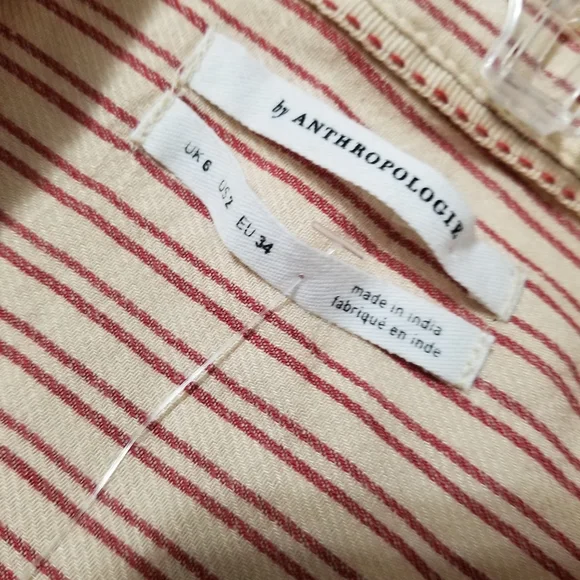 by ANTHROPOLOGIE
UK 6 US 2 EU 34
made in india
fabriqué en inde